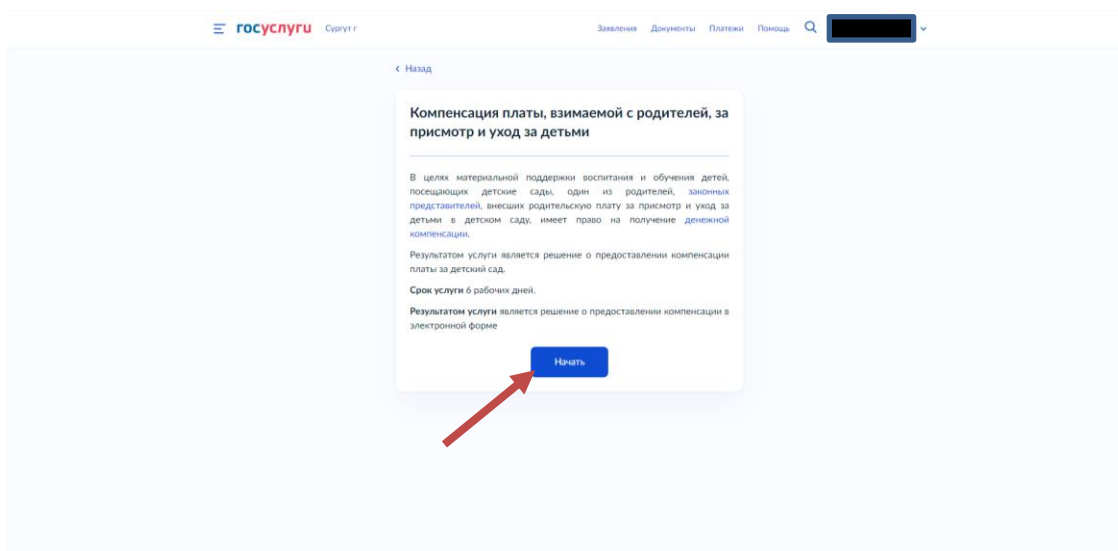 госуслуги Сургут г Заявления Документы Платежи Помощь
Назад
Компенсация платы, взимаемой с родителей, за
присмотр и уход за детьми
В целях материальной поддержки воспитания и обучения детей,
посещающих детские сады, один из родителей, законных
представителей, внесших родительскую плату за присмотр и уход за
детьми в детском саду, имеет право на получение денежной
компенсации.
Результатом услуги является решение о предоставлении компенсации
платы за детский сад.
Срок услуги 6 рабочих дней.
Результатом услуги является решение о предоставлении компенсации в
электронной форме
Начать